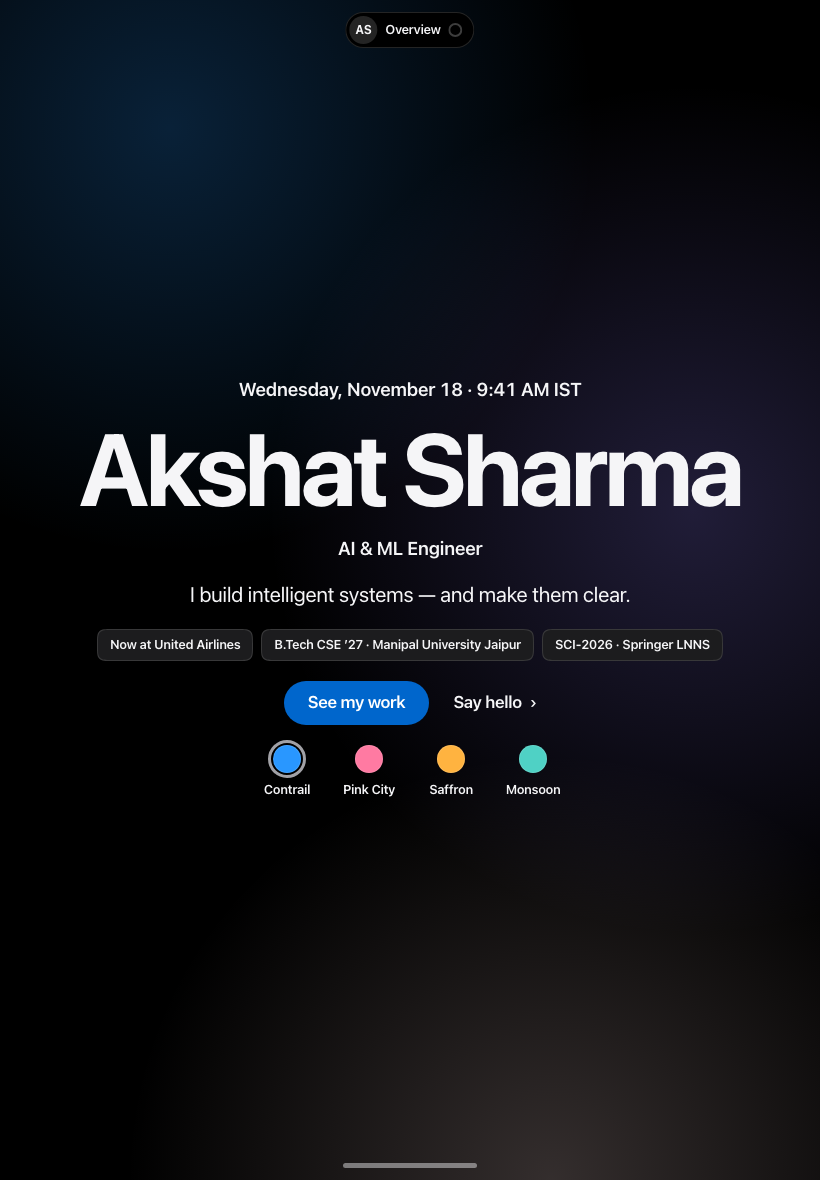 AS Overview
Wednesday, November 18 · 9:41 AM IST
Akshat Sharma
AI & ML Engineer
I build intelligent systems — and make them clear.
Now at United Airlines B.Tech CSE ’27 · Manipal University Jaipur SCI-2026 · Springer LNNS
See my work Say hello ›
Contrail Pink City Saffron Monsoon